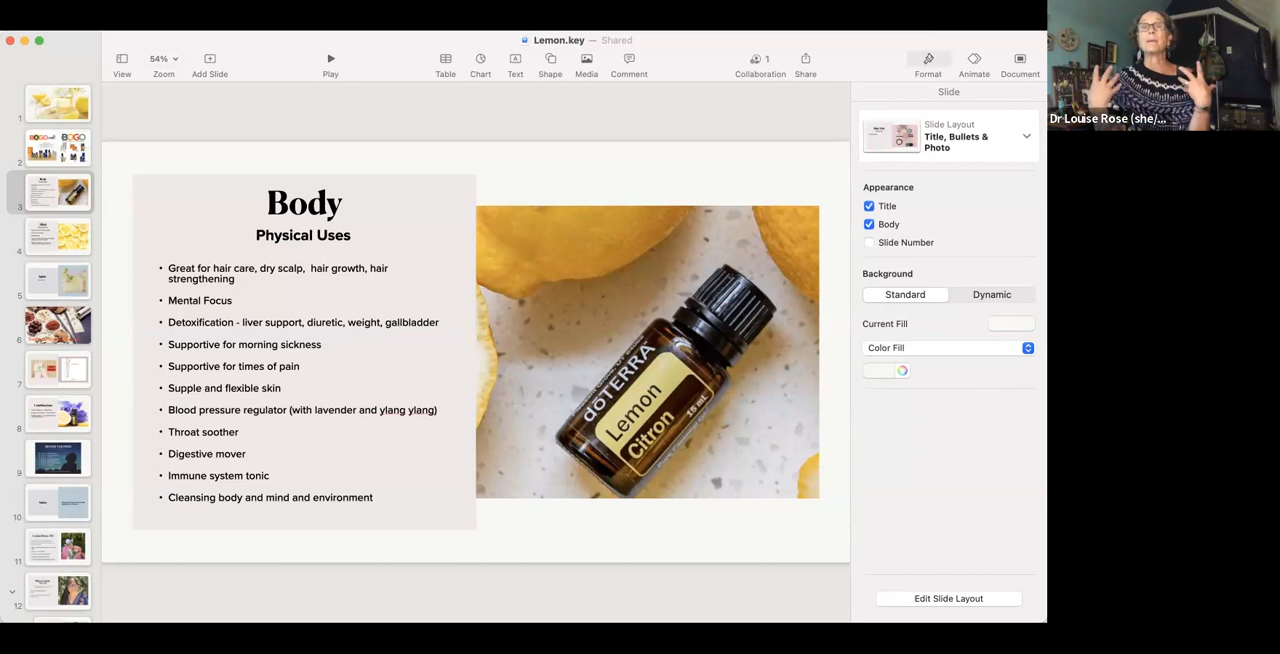 Lemon.key — Shared
54%
View
Zoom
Add Slide
Play
Table
Chart
Text
Shape
Media
Comment
1
Collaboration
Share
Format
Animate
Document
Dr Louise Rose (she/...
Slide
Slide Layout
Title, Bullets &
Photo
Appearance
Title
Body
Slide Number
Background
Standard
Dynamic
Current Fill
Color Fill
Edit Slide Layout
1
2
BOGO
BOGO
3
4
5
6
7
8
9
10
11
12
Body
Physical Uses
• Great for hair care, dry scalp,  hair growth, hair
strengthening
• Mental Focus
• Detoxification - liver support, diuretic, weight, gallbladder
• Supportive for morning sickness
• Supportive for times of pain
• Supple and flexible skin
• Blood pressure regulator (with lavender and ylang ylang)
• Throat soother
• Digestive mover
• Immune system tonic
• Cleansing body and mind and environment
dōTERRA
Lemon
Citron
15 mL